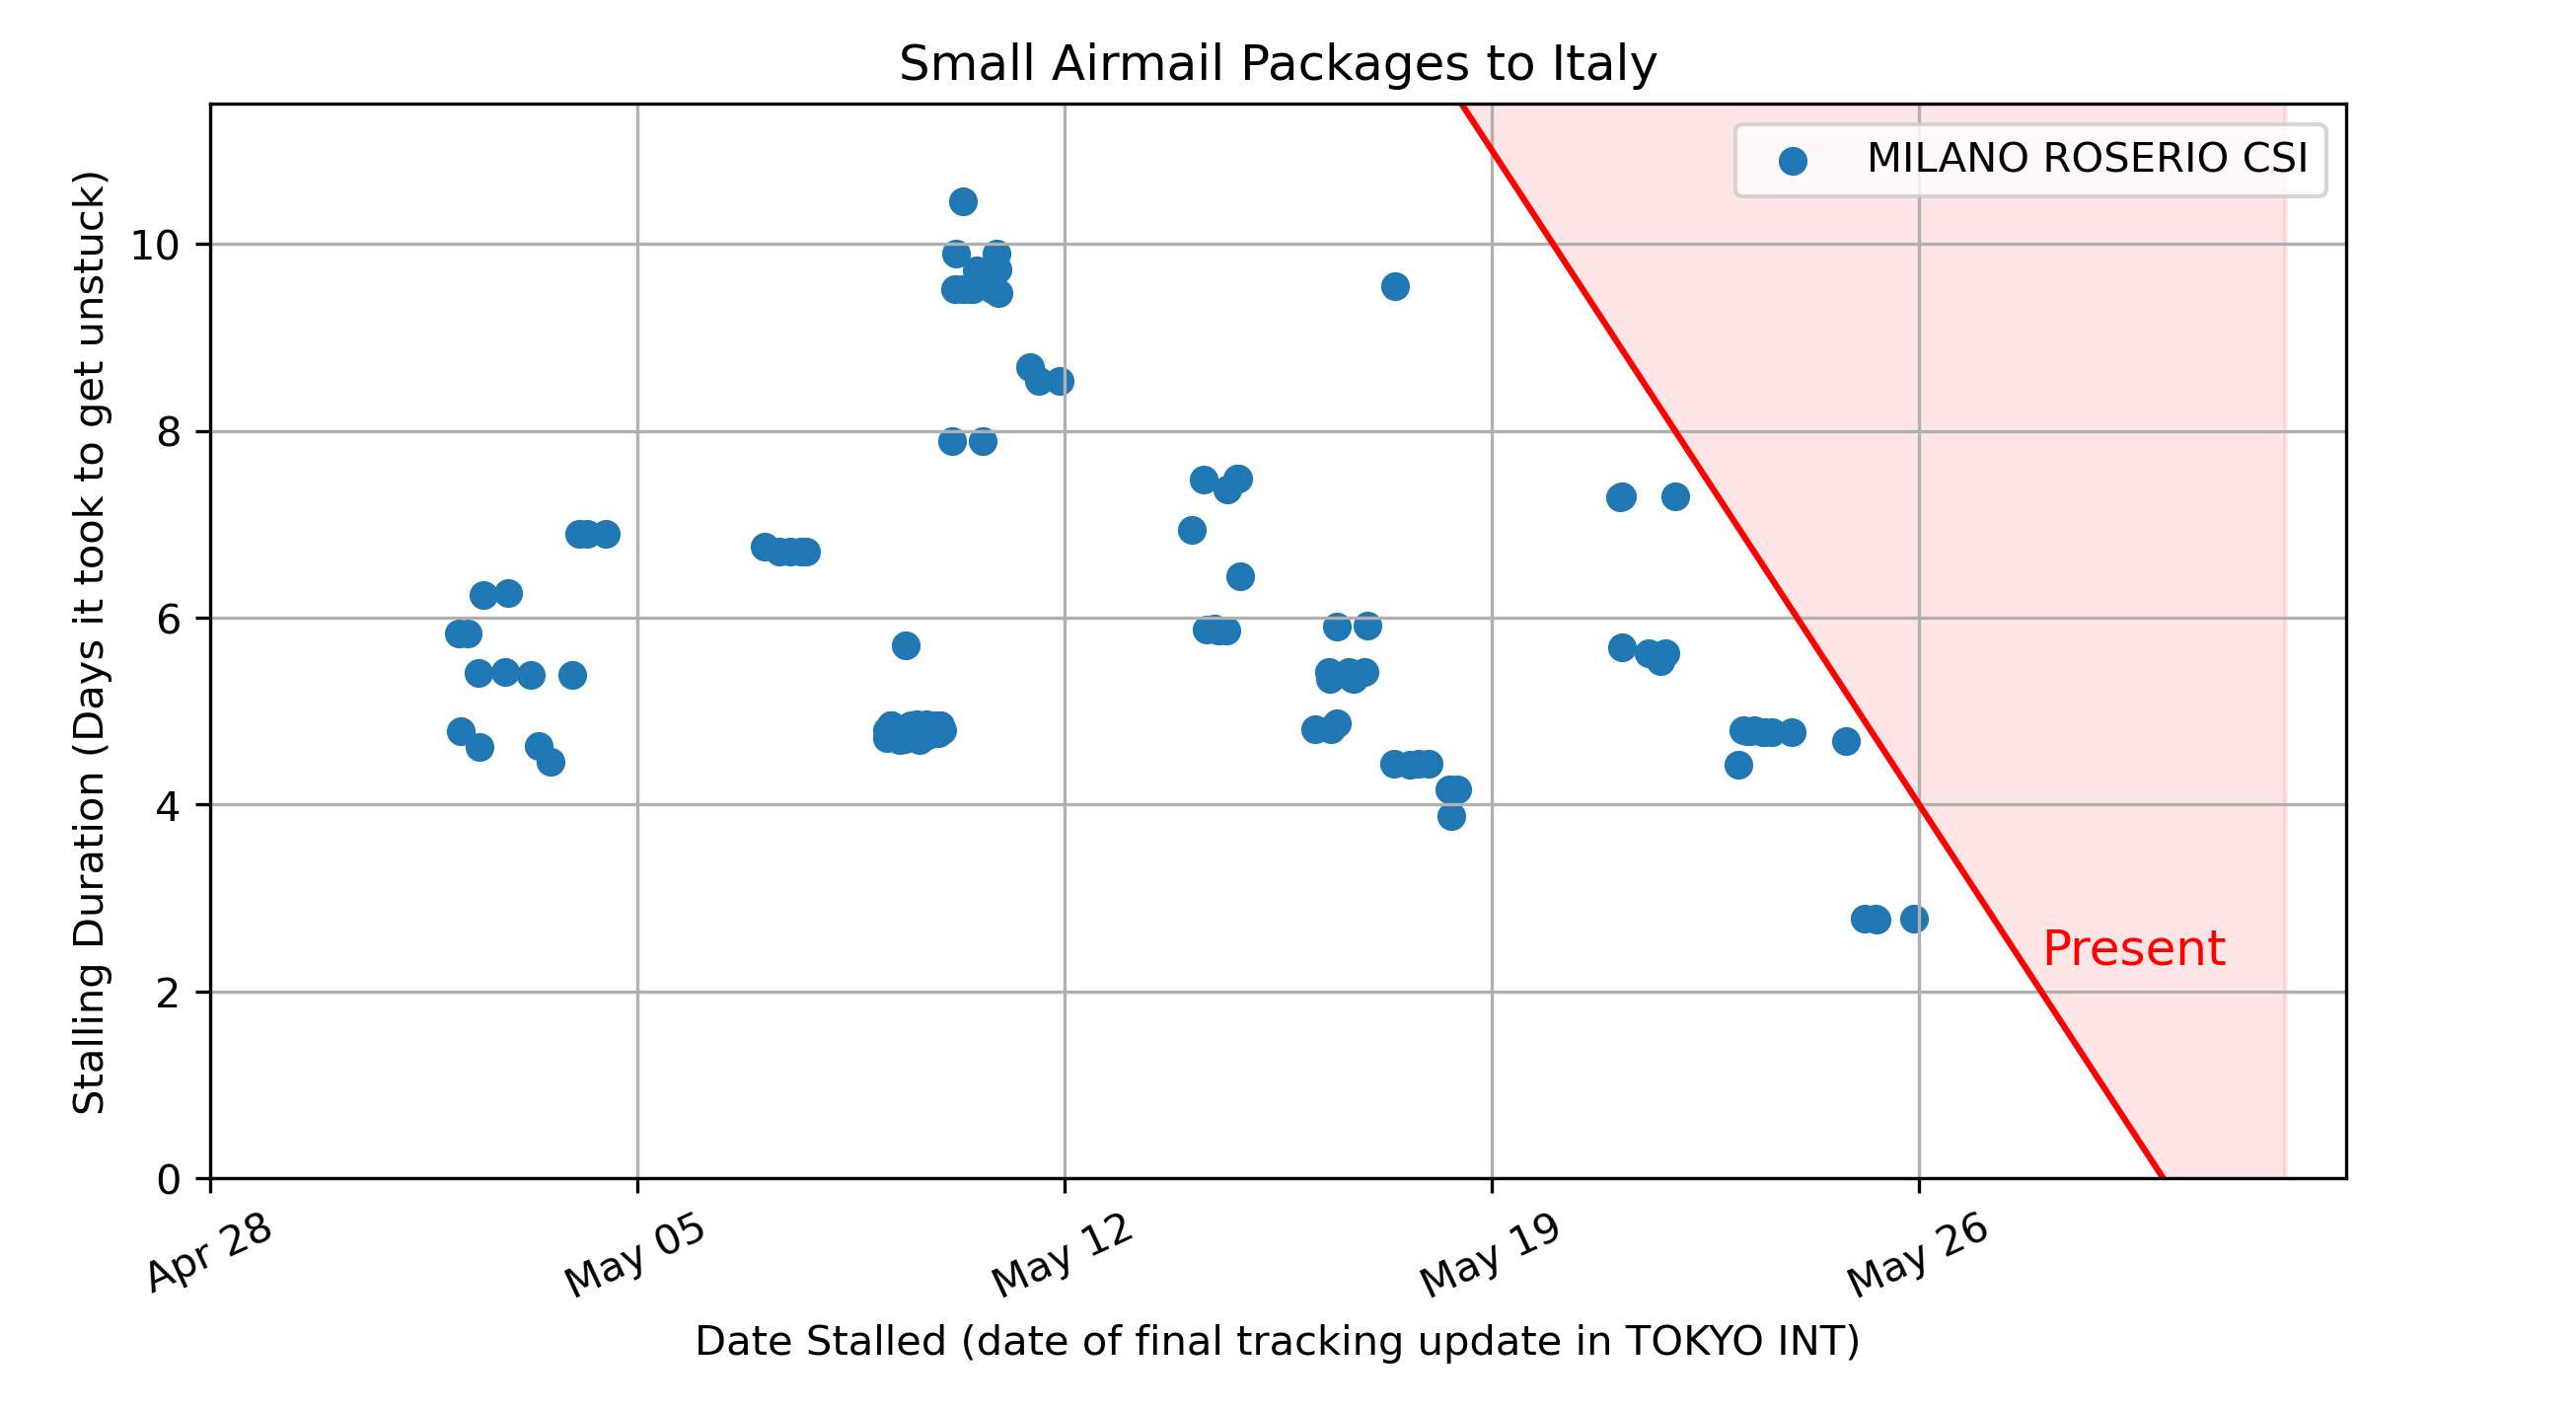 Small Airmail Packages to Italy
MILANO ROSERIO CSI
Stalling Duration (Days it took to get unstuck)
10
8
6
4
2
0
Present
Apr 28
May 05
May 12
May 19
May 26
Date Stalled (date of final tracking update in TOKYO INT)